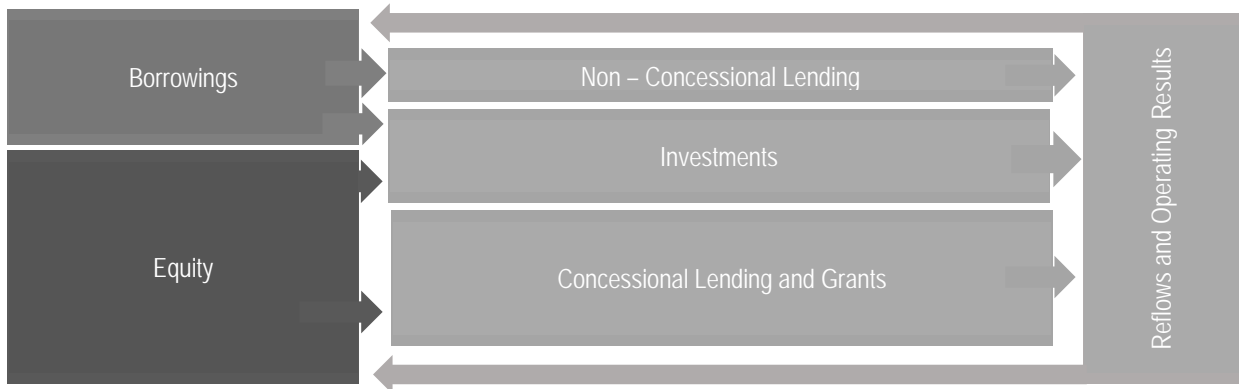 Borrowings
Non – Concessional Lending
Investments
Equity
Concessional Lending and Grants
Reflows and Operating Results